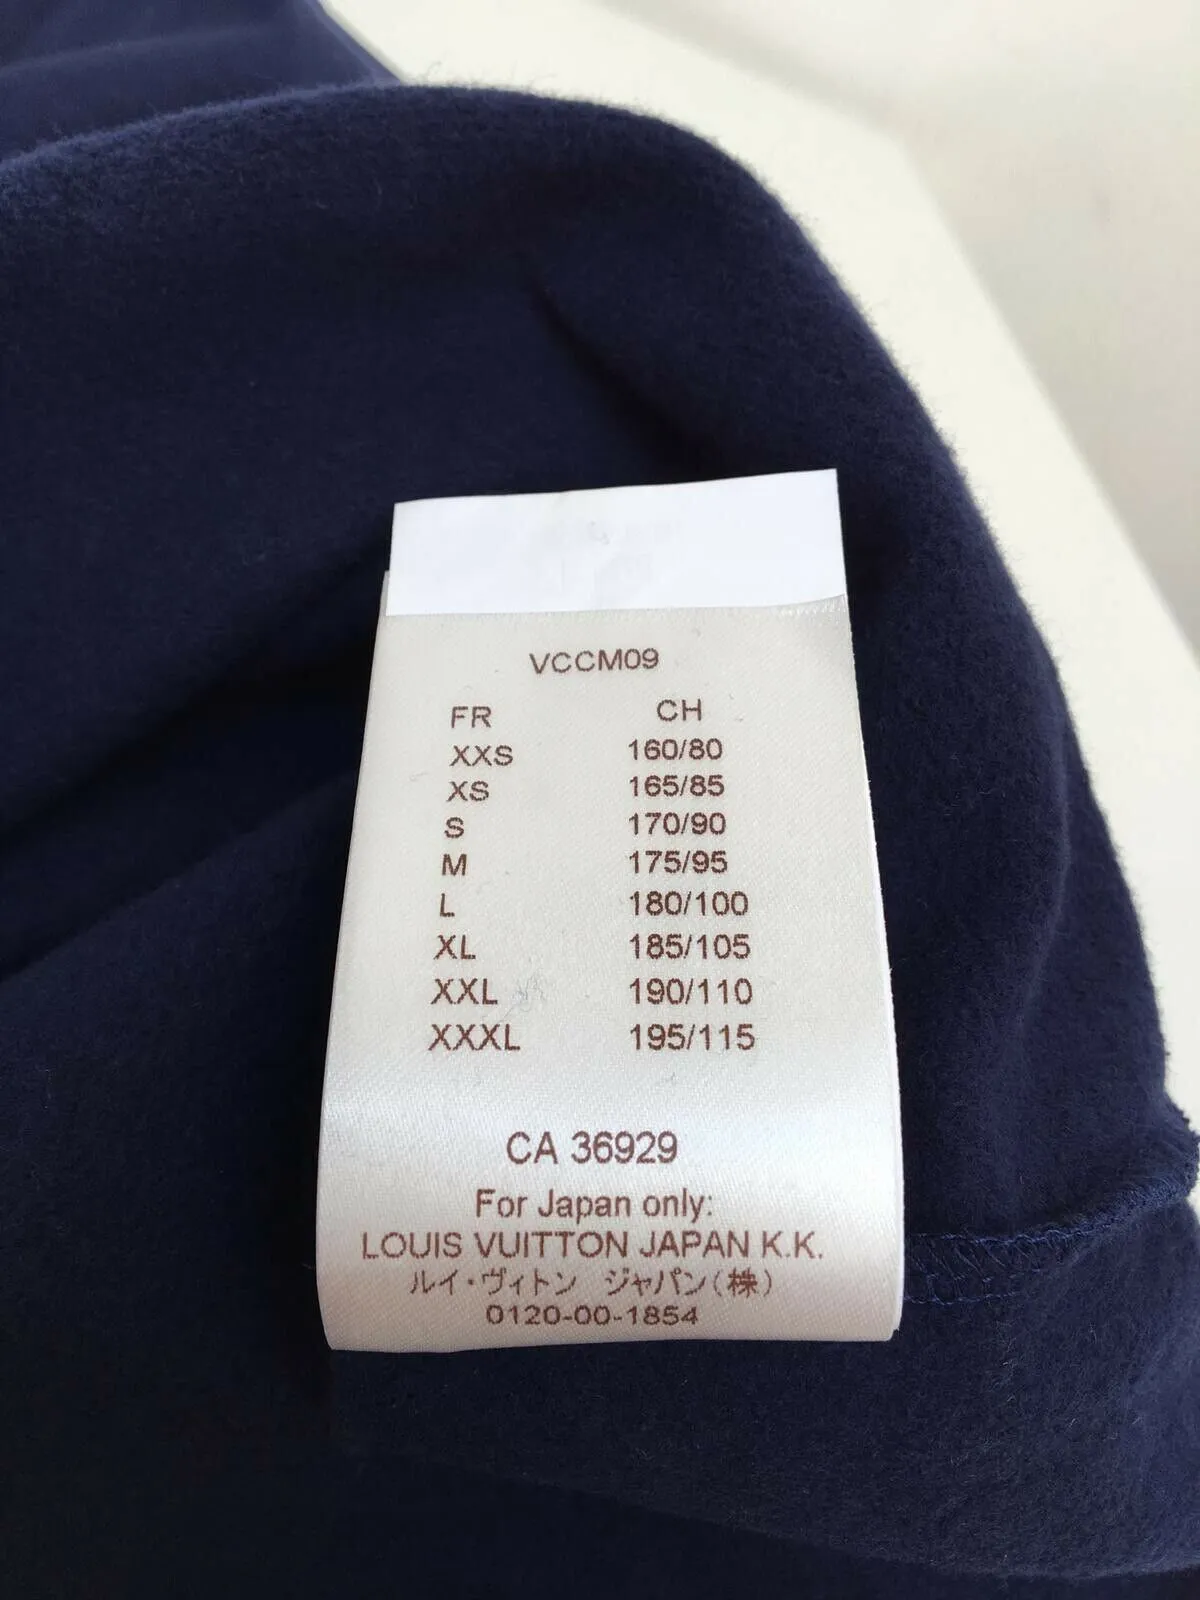 VCCM09
FR CH
XXS 160/80
XS 165/85
S 170/90
M 175/95
L 180/100
XL 185/105
XXL 190/110
XXXL 195/115
CA 36929
For Japan only:
LOUIS VUITTON JAPAN K.K.
ルイ・ヴィトン ジャパン(株)
0120-00-1854